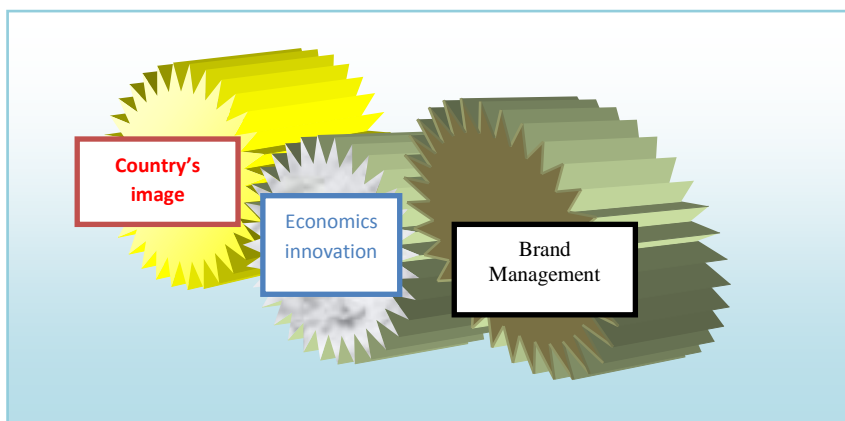 Country’s
image
Economics
innovation
Brand
Management